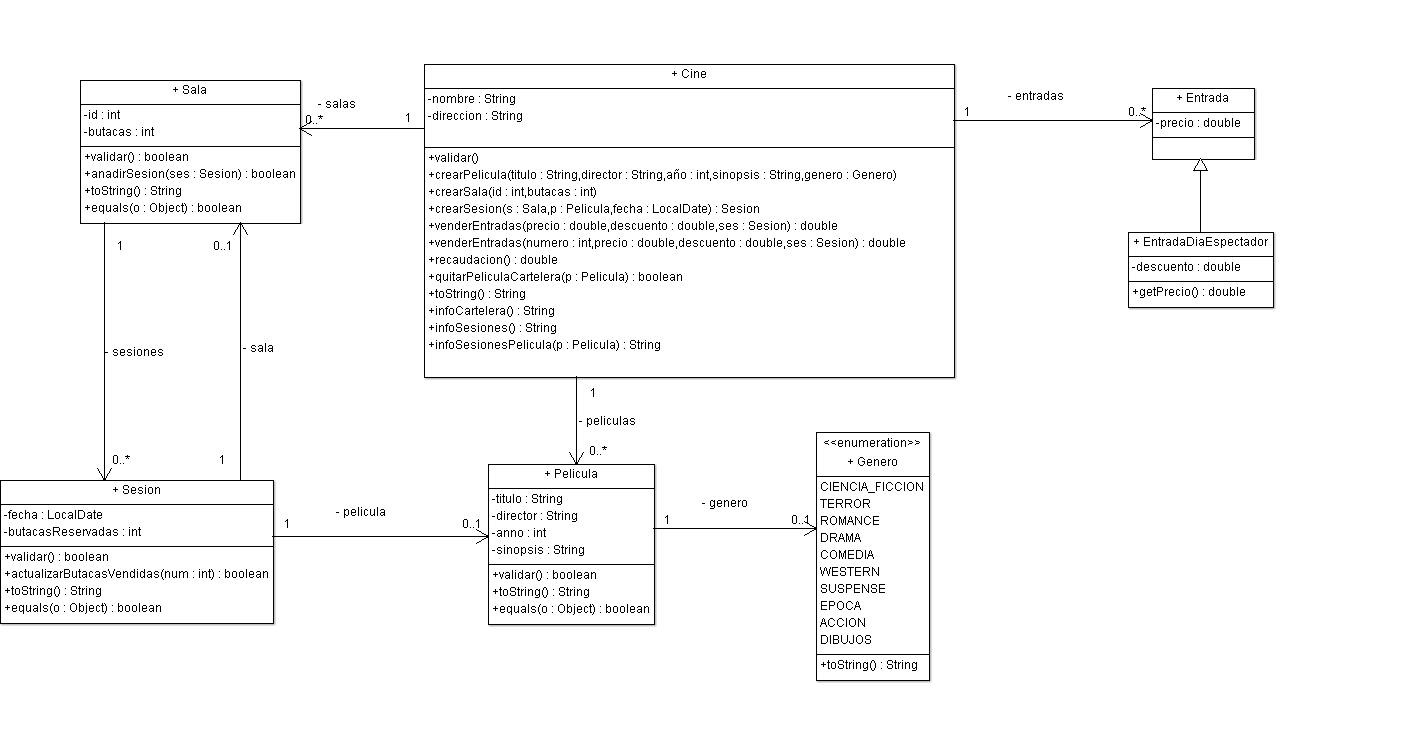 + Sala
-id : int
-butacas : int
+validar() : boolean
+anadirSesion(ses : Sesion) : boolean
+toString() : String
+equals(o : Object) : boolean
- salas
0..*
1
+ Cine
-nombre : String
-direccion : String
+validar()
+crearPelicula(titulo : String,director : String,año : int,sinopsis : String,genero : Genero)
+crearSala(id : int,butacas : int)
+crearSesion(s : Sala,p : Pelicula,fecha : LocalDate) : Sesion
+venderEntradas(precio : double,descuento : double,ses : Sesion) : double
+venderEntradas(numero : int,precio : double,descuento : double,ses : Sesion) : double
+recaudacion() : double
+quitarPeliculaCartelera(p : Pelicula) : boolean
+toString() : String
+infoCartelera() : String
+infoSesiones() : String
+infoSesionesPelicula(p : Pelicula) : String
- entradas
1
0..*
+ Entrada
-precio : double
+ EntradaDiaEspectador
-descuento : double
+getPrecio() : double
1
0..1
- sesiones
- sala
0..*
1
1
- peliculas
0..*
+ Sesion
-fecha : LocalDate
-butacasReservadas : int
+validar() : boolean
+actualizarButacasVendidas(num : int) : boolean
+toString() : String
+equals(o : Object) : boolean
- pelicula
1
0..1
+ Pelicula
-titulo : String
-director : String
-anno : int
-sinopsis : String
+validar() : boolean
+toString() : String
+equals(o : Object) : boolean
- genero
1
0..1
<<enumeration>>
+ Genero
CIENCIA_FICCION
TERROR
ROMANCE
DRAMA
COMEDIA
WESTERN
SUSPENSE
EPOCA
ACCION
DIBUJOS
+toString() : String